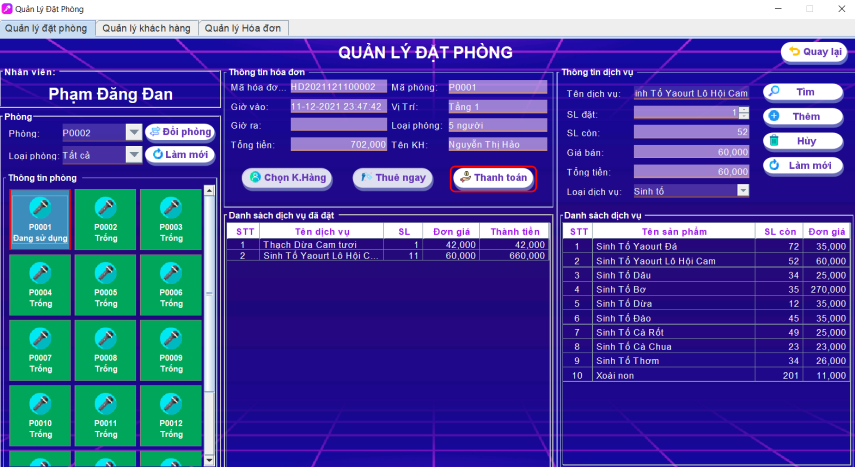 Quản Lý Đặt Phòng
Quản lý đặt phòng Quản lý khách hàng Quản lý Hóa đơn
QUẢN LÝ ĐẶT PHÒNG
Quay lại
Nhân viên:
Phạm Đăng Đan
Phòng
Phòng: P0002 Đổi phòng
Loại phòng: Tất cả Làm mới
Thông tin phòng
P0001 P0002 P0003
Đang sử dụng Trống Trống
P0004 P0005 P0006
Trống Trống Trống
P0007 P0008 P0009
Trống Trống Trống
P0010 P0011 P0012
Trống Trống Trống
Thông tin hóa đơn
Mã hóa đơ... HD2021121100002 Mã phòng: P0001
Giờ vào: 11-12-2021 23:47:42 Vị Trí: Tầng 1
Giờ ra: Loại phòng: 5 người
Tổng tiền: 702,000 Tên KH: Nguyễn Thị Hảo
Chọn K.Hàng Thuê ngay Thanh toán
Danh sách dịch vụ đã đặt
STT Tên dịch vụ SL Đơn giá Thành tiền
1 Thạch Dừa Cam tươi 1 42,000 42,000
2 Sinh Tố Yaourt Lô Hội C... 11 60,000 660,000
Thông tin dịch vụ
Tên dịch vụ: inh Tố Yaourt Lô Hội Cam Tìm
SL đặt: 1 Thêm
SL còn: 52 Hủy
Giá bán: 60,000 Làm mới
Tổng tiền: 60,000
Loại dịch vụ: Sinh tố
Danh sách dịch vụ
STT Tên sản phẩm SL còn Đơn giá
1 Sinh Tố Yaourt Đá 72 35,000
2 Sinh Tố Yaourt Lô Hội Cam 52 60,000
3 Sinh Tố Dâu 34 25,000
4 Sinh Tố Bơ 35 270,000
5 Sinh Tố Dừa 12 35,000
6 Sinh Tố Đào 45 35,000
7 Sinh Tố Cà Rốt 49 25,000
8 Sinh Tố Cà Chua 23 23,000
9 Sinh Tố Thơm 34 26,000
10 Xoài non 201 11,000